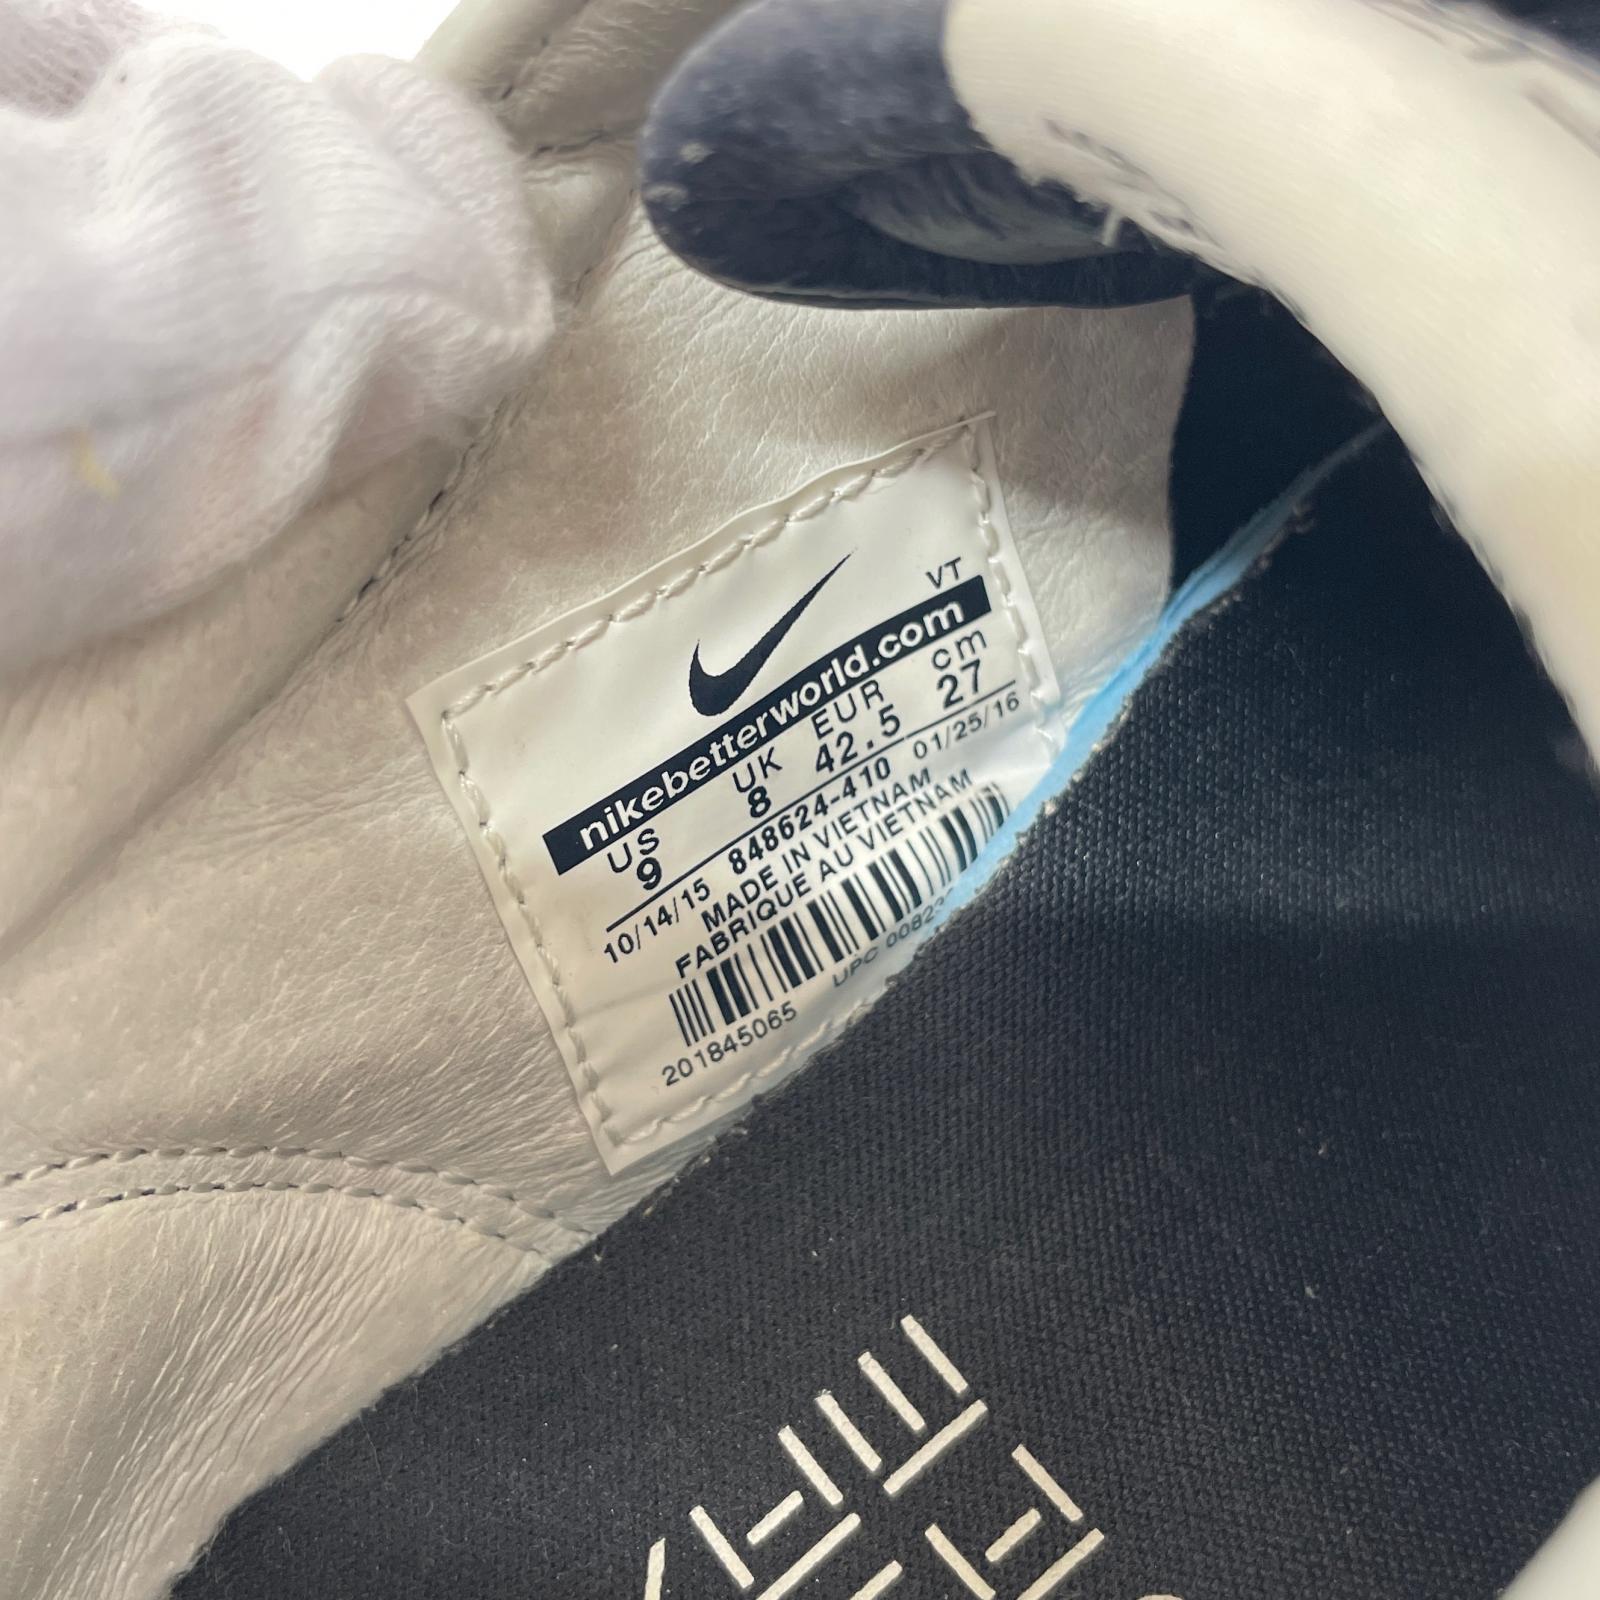 VT
nikebetterworld.com
US UK EUR cm
9 8 42.5 27
10/14/15 848624-410 01/25/16
MADE IN VIETNAM
FABRIQUE AU VIETNAM
201845065 UPC